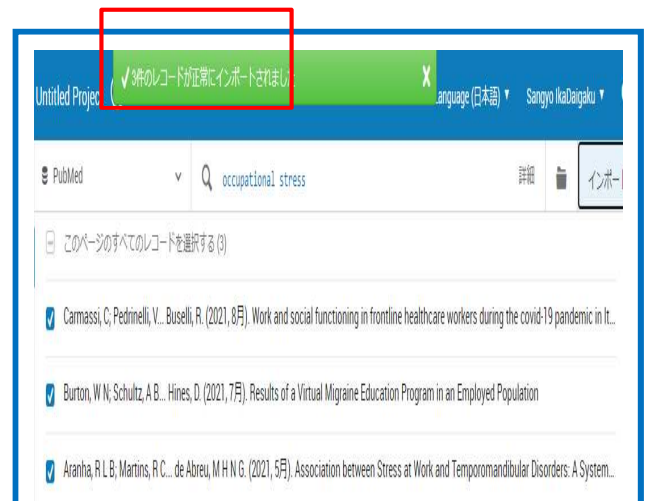 ✓3件のレコードが正常にインポートされました X
Untitled Projec Language (日本語) ▼ Sangyo IkaDaigaku ▼
PubMed occupational stress 詳細 インポー
このページのすべてのレコードを選択する (3)
Carmassi, C; Pedrinelli, V... Buselli, R. (2021, 8月). Work and social functioning in frontline healthcare workers during the covid-19 pandemic in It...
Burton, W N; Schultz, A B... Hines, D. (2021, 7月). Results of a Virtual Migraine Education Program in an Employed Population
Aranha, R L B; Martins, R C... de Abreu, M H N G. (2021, 5月). Association between Stress at Work and Temporomandibular Disorders: A System...